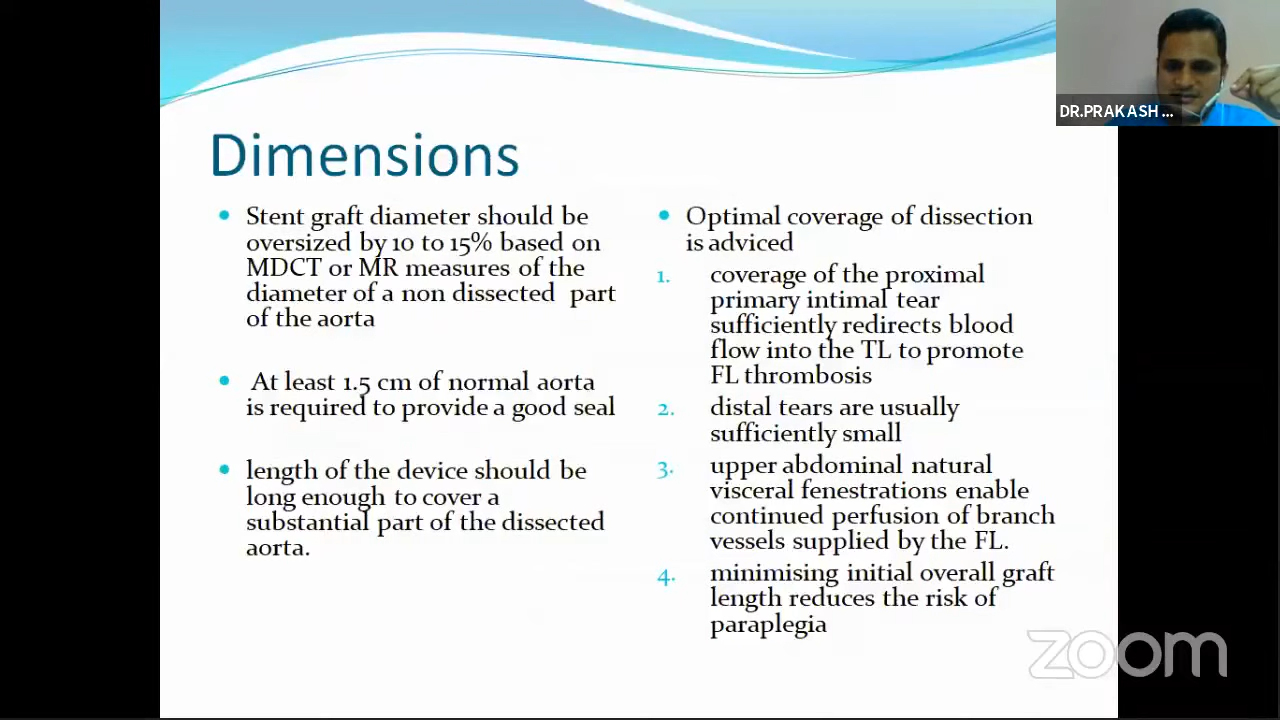 DR.PRAKASH ...
Dimensions
Stent graft diameter should be
oversized by 10 to 15% based on
MDCT or MR measures of the
diameter of a non dissected part
of the aorta
At least 1.5 cm of normal aorta
is required to provide a good seal
length of the device should be
long enough to cover a
substantial part of the dissected
aorta.
Optimal coverage of dissection
is adviced
1. coverage of the proximal
primary intimal tear
sufficiently redirects blood
flow into the TL to promote
FL thrombosis
2. distal tears are usually
sufficiently small
3. upper abdominal natural
visceral fenestrations enable
continued perfusion of branch
vessels supplied by the FL.
4. minimising initial overall graft
length reduces the risk of
paraplegia
zoom